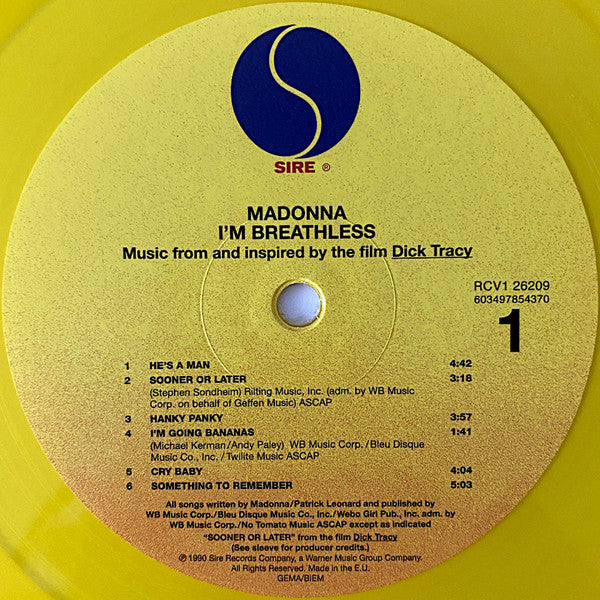 SIRE ®
MADONNA
I'M BREATHLESS
Music from and inspired by the film Dick Tracy
RCV1 26209
603497854370
1
1 HE'S A MAN 4:42
2 SOONER OR LATER 3:18
(Stephen Sondheim) Rilting Music, Inc. (adm. by WB Music
Corp. on behalf of Geffen Music) ASCAP
3 HANKY PANKY 3:57
4 I'M GOING BANANAS 1:41
(Michael Kerman/Andy Paley) WB Music Corp. /Bleu Disque
Music Co., Inc. /Twilite Music ASCAP
5 CRY BABY 4:04
6 SOMETHING TO REMEMBER 5:03
All songs written by Madonna/Patrick Leonard and published by
WB Music Corp./Bleu Disque Music Co., Inc./Webo Girl Pub., Inc. adm. by
WB Music Corp./No Tomato Music ASCAP except as indicated
"SOONER OR LATER" from the film Dick Tracy
(See sleeve for producer credits.)
℗ 1990 Sire Records Company, a Warner Music Group Company.
All Rights Reserved. Made in the E.U.
GEMA/BIEM